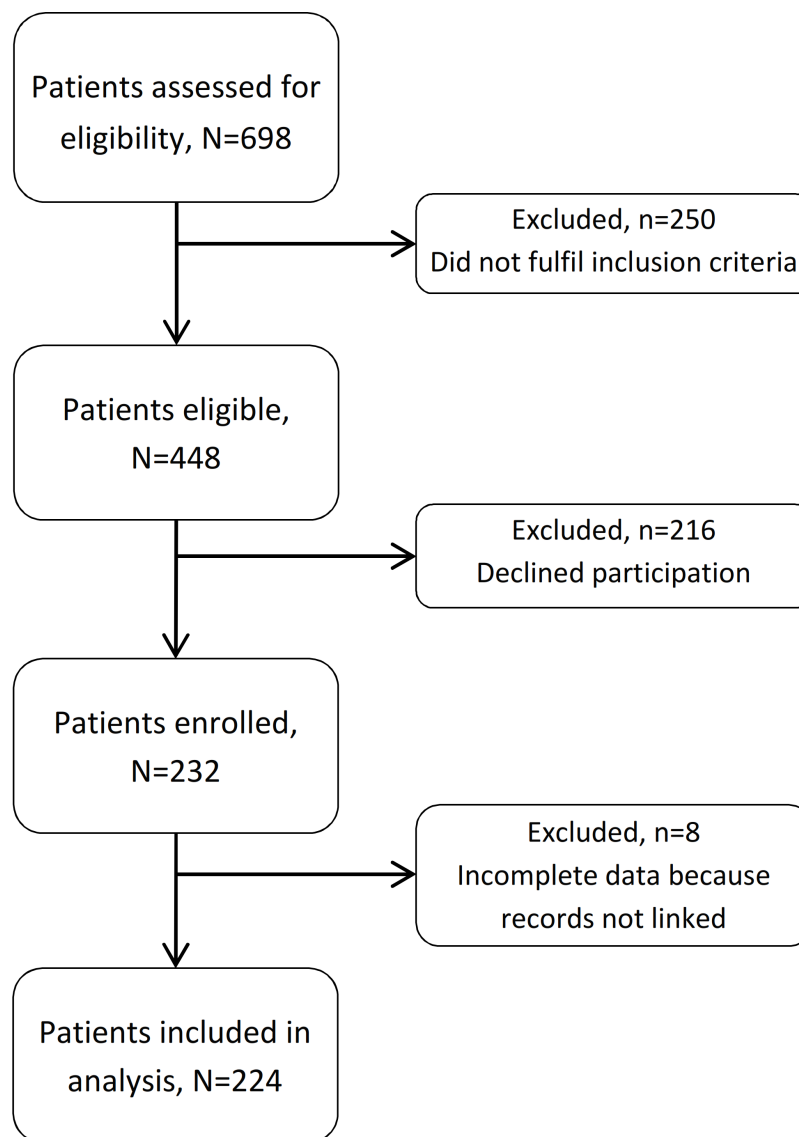 Patients assessed for
eligibility, N=698
Excluded, n=250
Did not fulfil inclusion criteria
Patients eligible,
N=448
Excluded, n=216
Declined participation
Patients enrolled,
N=232
Excluded, n=8
Incomplete data because
records not linked
Patients included in
analysis, N=224